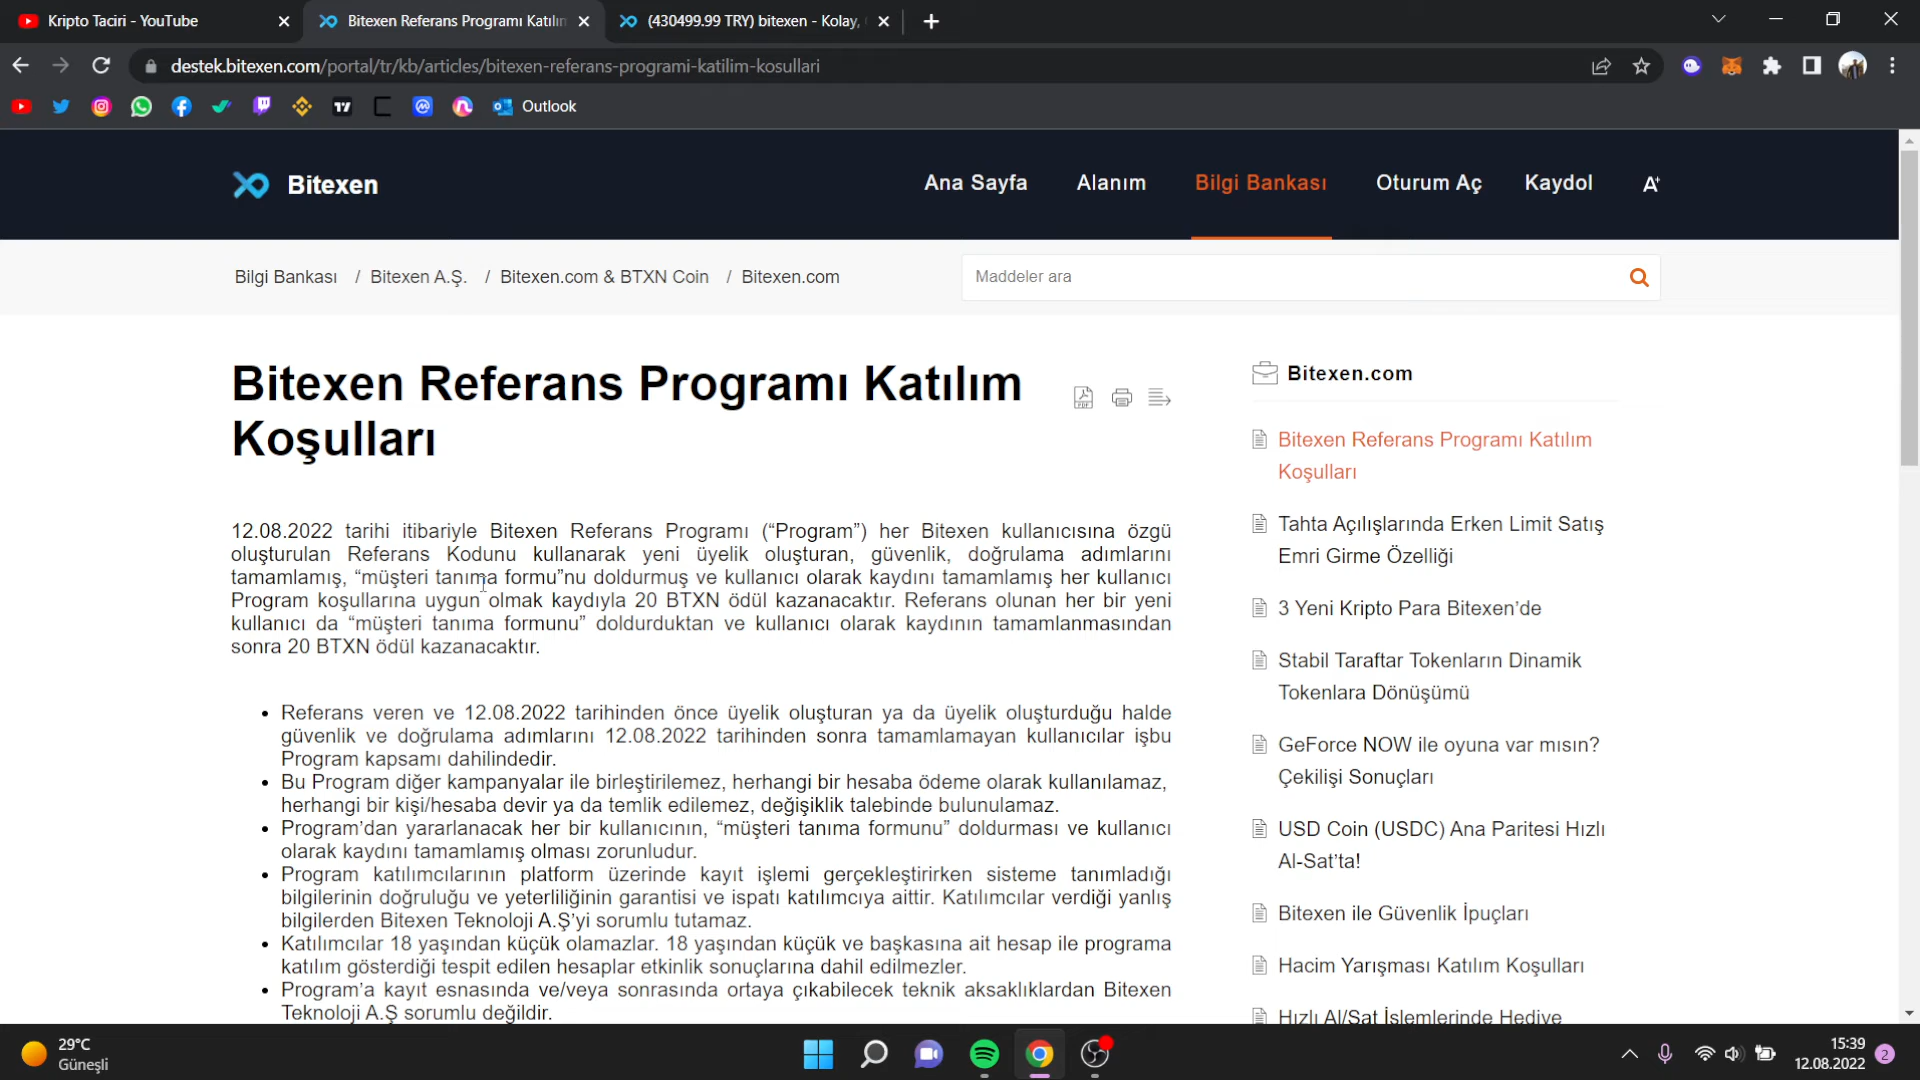 Kripto Taciri - YouTube
Bitexen Referans Programı Katılım
(430499.99 TRY) bitexen - Kolay,
destek.bitexen.com/portal/tr/kb/articles/bitexen-referans-programi-katilim-kosullari
Outlook
Bitexen
Ana Sayfa
Alanım
Bilgi Bankası
Oturum Aç
Kaydol
Bilgi Bankası / Bitexen A.Ş. / Bitexen.com & BTXN Coin / Bitexen.com
Maddeler ara
Bitexen Referans Programı Katılım
Koşulları
12.08.2022 tarihi itibariyle Bitexen Referans Programı (“Program”) her Bitexen kullanıcısına özgü
oluşturulan Referans Kodunu kullanarak yeni üyelik oluşturan, güvenlik, doğrulama adımlarını
tamamlamış, “müşteri tanıma formu”nu doldurmuş ve kullanıcı olarak kaydını tamamlamış her kullanıcı
Program koşullarına uygun olmak kaydıyla 20 BTXN ödül kazanacaktır. Referans olunan her bir yeni
kullanıcı da “müşteri tanıma formunu” doldurduktan ve kullanıcı olarak kaydının tamamlanmasından
sonra 20 BTXN ödül kazanacaktır.
• Referans veren ve 12.08.2022 tarihinden önce üyelik oluşturan ya da üyelik oluşturduğu halde
güvenlik ve doğrulama adımlarını 12.08.2022 tarihinden sonra tamamlamayan kullanıcılar işbu
Program kapsamı dahilindedir.
• Bu Program diğer kampanyalar ile birleştirilemez, herhangi bir hesaba ödeme olarak kullanılamaz,
herhangi bir kişi/hesaba devir ya da temlik edilemez, değişiklik talebinde bulunulamaz.
• Program’dan yararlanacak her bir kullanıcının, “müşteri tanıma formunu” doldurması ve kullanıcı
olarak kaydını tamamlamış olması zorunludur.
• Program katılımcılarının platform üzerinde kayıt işlemi gerçekleştirirken sisteme tanımladığı
bilgilerinin doğruluğu ve yeterliliğinin garantisi ve ispatı katılımcıya aittir. Katılımcılar verdiği yanlış
bilgilerden Bitexen Teknoloji A.Ş’yi sorumlu tutamaz.
• Katılımcılar 18 yaşından küçük olamazlar. 18 yaşından küçük ve başkasına ait hesap ile programa
katılım gösterdiği tespit edilen hesaplar etkinlik sonuçlarına dahil edilmezler.
• Program’a kayıt esnasında ve/veya sonrasında ortaya çıkabilecek teknik aksaklıklardan Bitexen
Teknoloji A.Ş sorumlu değildir.
Bitexen.com
Bitexen Referans Programı Katılım
Koşulları
Tahta Açılışlarında Erken Limit Satış
Emri Girme Özelliği
3 Yeni Kripto Para Bitexen’de
Stabil Taraftar Tokenların Dinamik
Tokenlara Dönüşümü
GeForce NOW ile oyuna var mısın?
Çekilişi Sonuçları
USD Coin (USDC) Ana Paritesi Hızlı
Al-Sat’ta!
Bitexen ile Güvenlik İpuçları
Hacim Yarışması Katılım Koşulları
Hızlı Al/Sat İşlemlerinde Hediye
29°C
Güneşli
15:39
12.08.2022
2